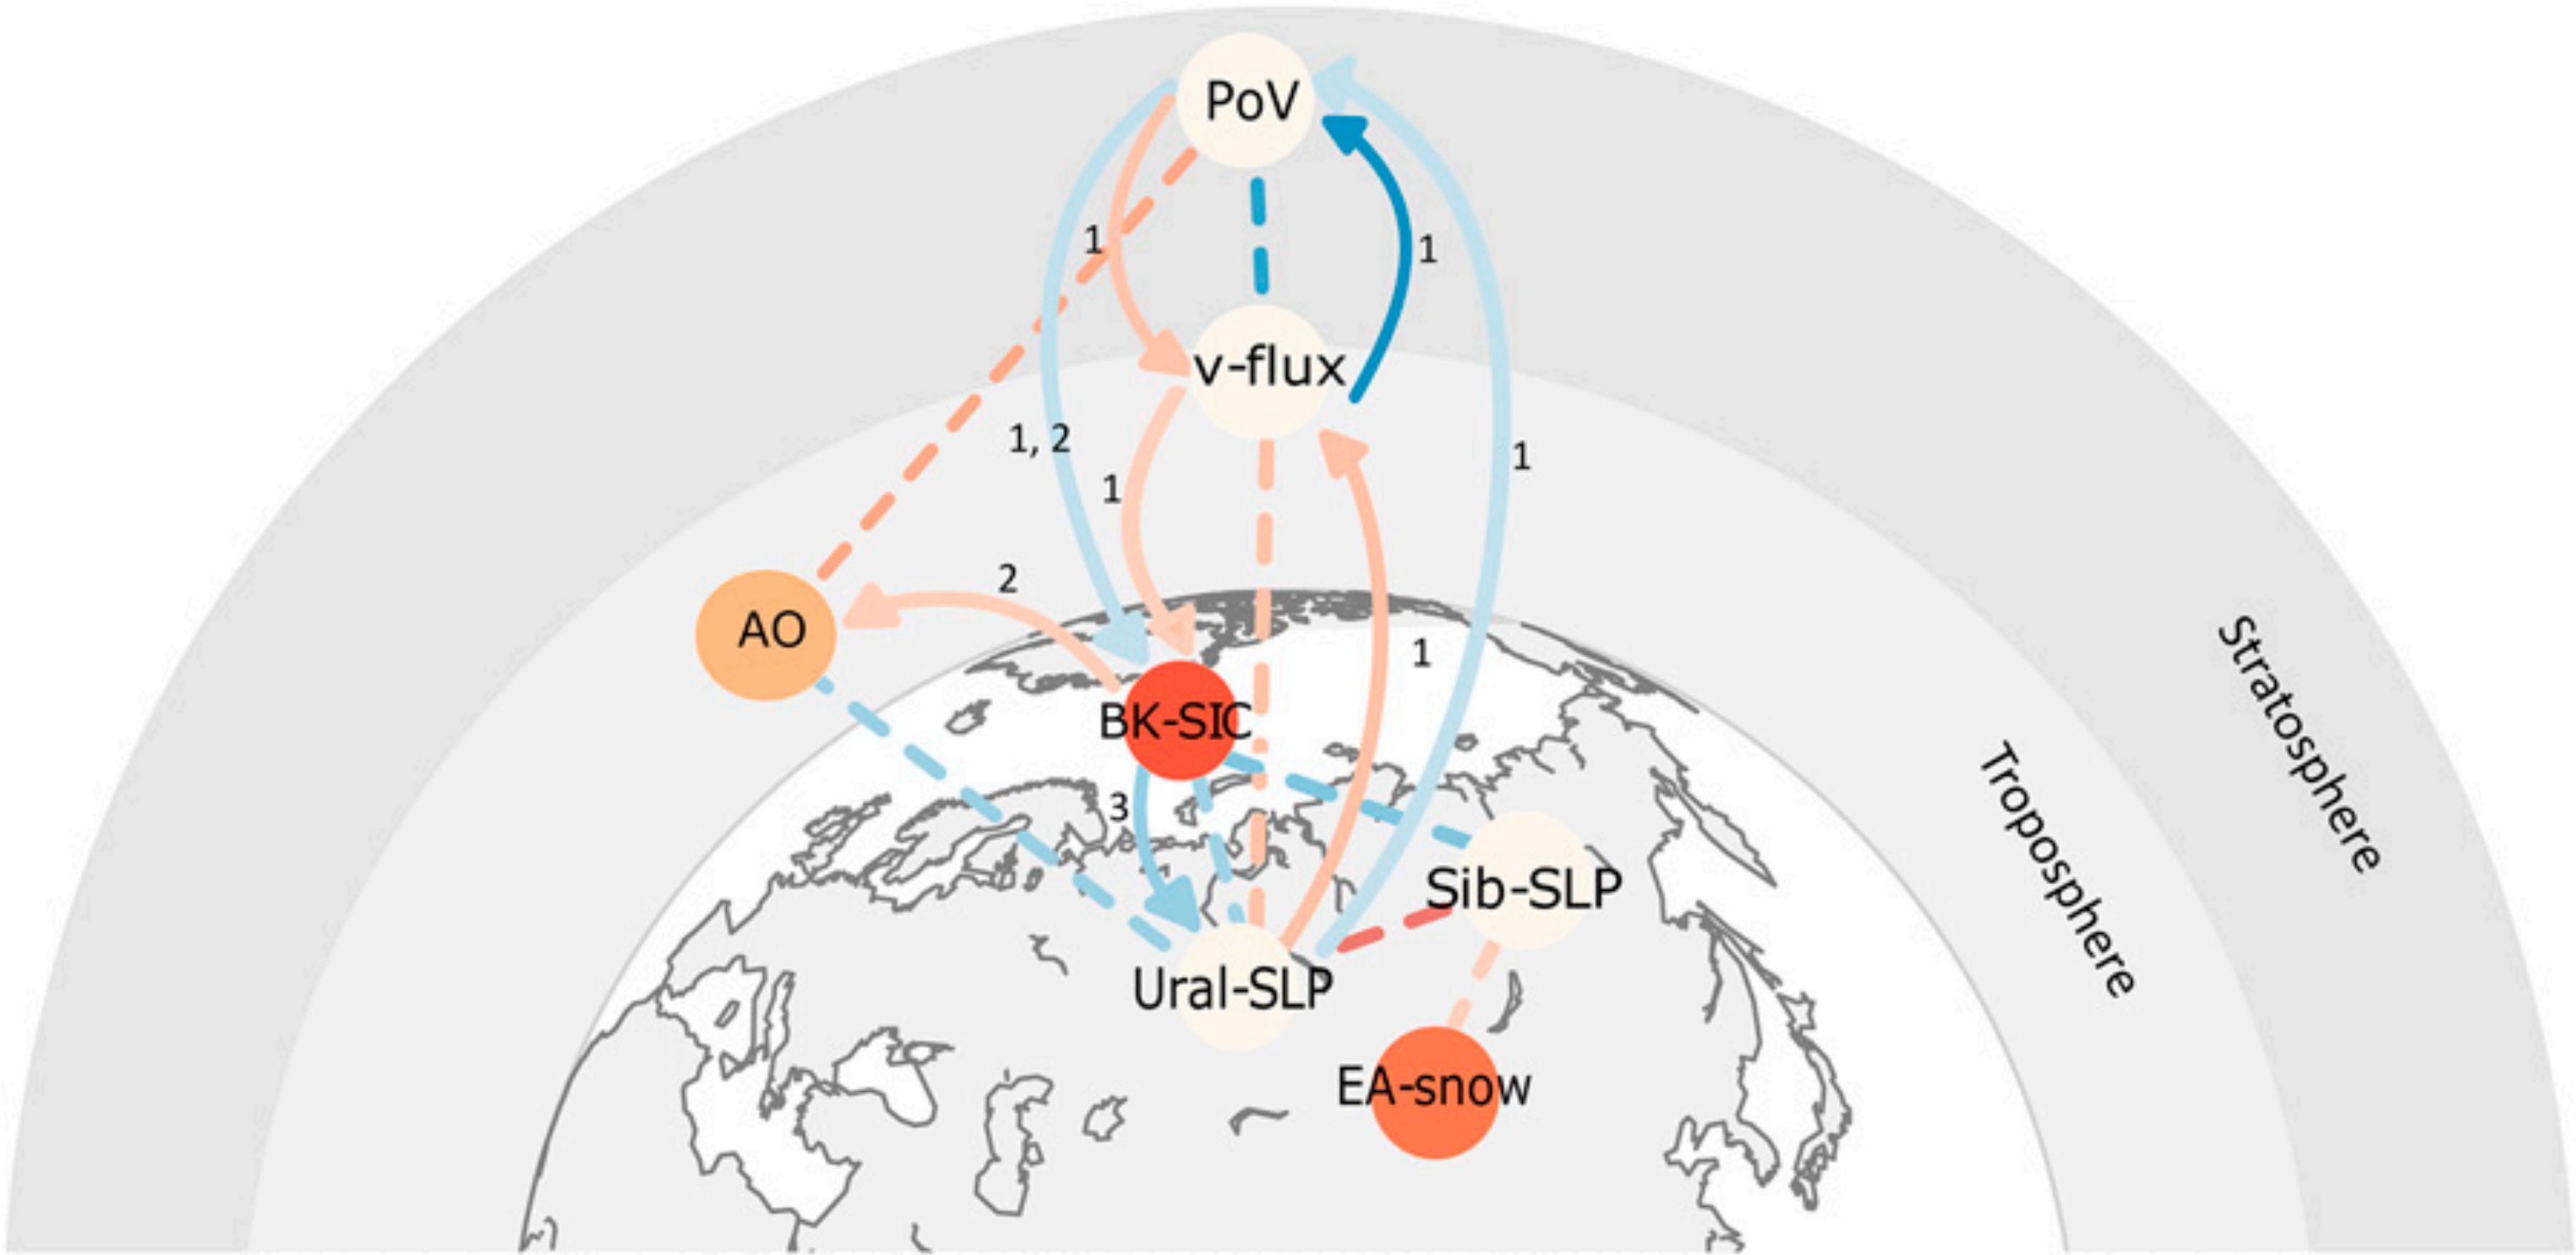 PoV
1
1
v-flux
1, 2
1
1
2
AO
1
BK-SIC
3
Sib-SLP
Ural-SLP
EA-snow
Stratosphere
Troposphere